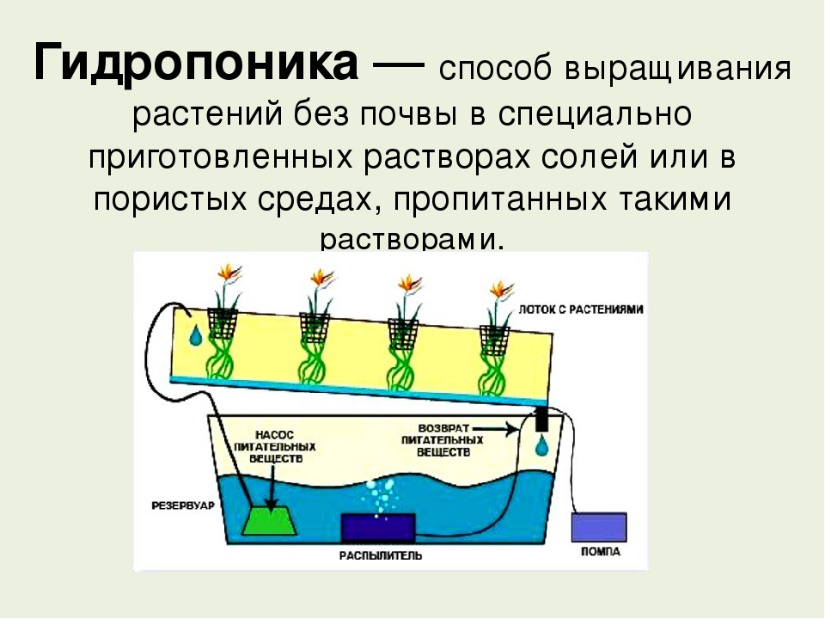 Гидропоника — способ выращивания
растений без почвы в специально
приготовленных растворах солей или в
пористых средах, пропитанных такими
растворами.
ЛОТОК С РАСТЕНИЯМИ
НАСОС
ПИТАТЕЛЬНЫХ
ВЕЩЕСТВ
ВОЗВРАТ
ПИТАТЕЛЬНЫХ
ВЕЩЕСТВ
РЕЗЕРВУАР
РАСПЫЛИТЕЛЬ
ПОМПА